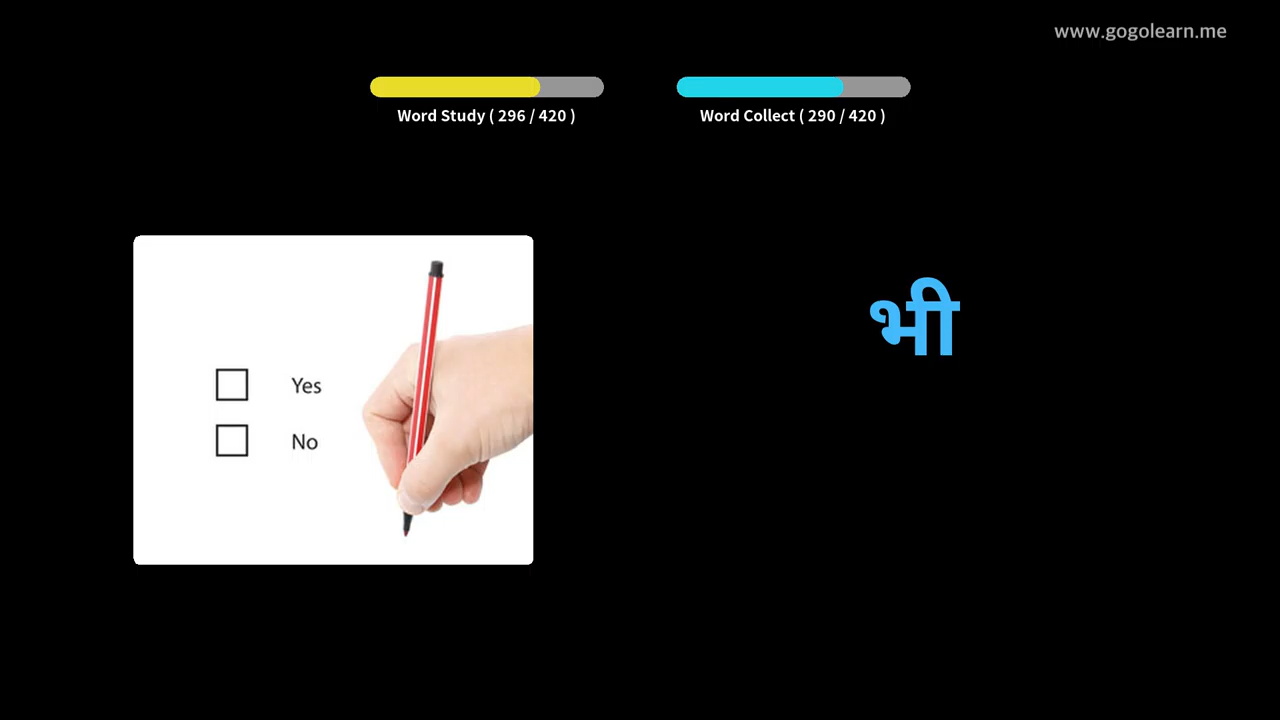 www.gogolearn.me
Word Study ( 296 / 420 )
Word Collect ( 290 / 420 )
भी
Yes
No